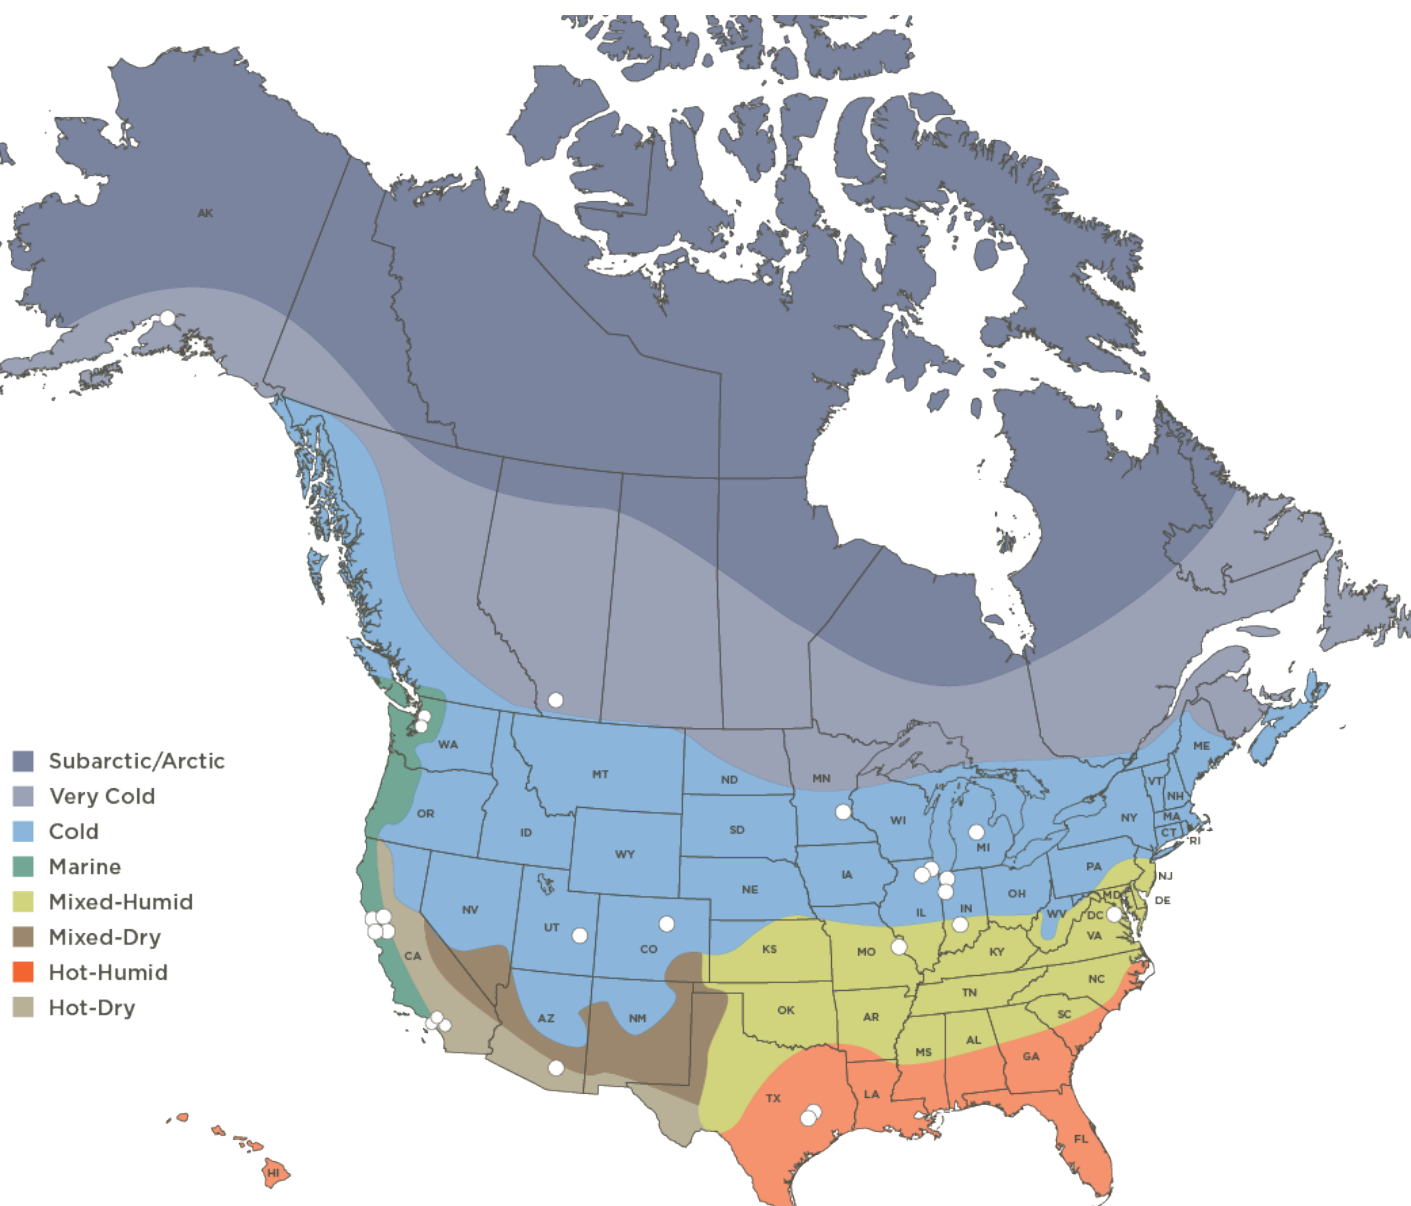 AK
WA
MT
ND
MN
ME
VT
NH
NY
MA
CT
RI
OR
ID
SD
WI
MI
WY
IA
PA
NJ
NE
IL
IN
OH
MD
DE
NV
UT
CO
KS
MO
WV
DC
VA
KY
CA
NC
TN
AZ
NM
OK
AR
SC
MS
AL
GA
TX
LA
FL
HI
Subarctic/Arctic
Very Cold
Cold
Marine
Mixed-Humid
Mixed-Dry
Hot-Humid
Hot-Dry